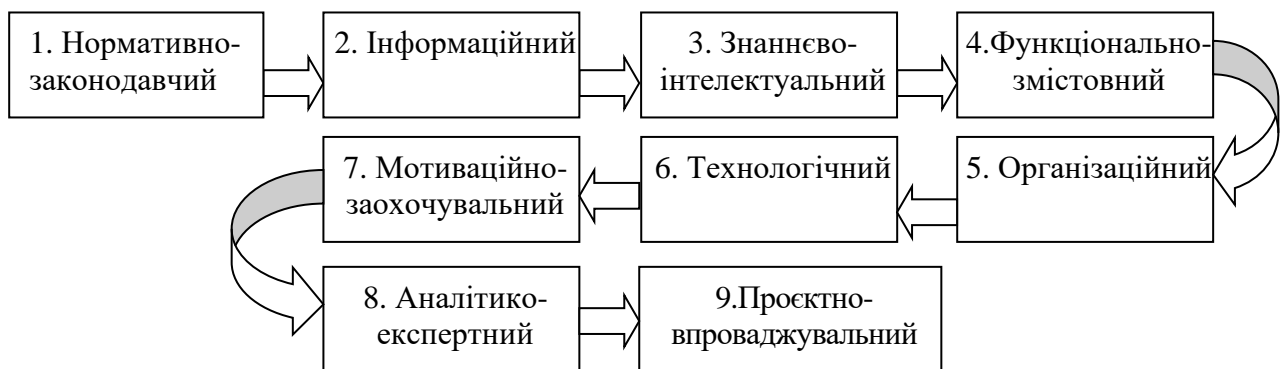 1. Нормативно-
законодавчий
2. Інформаційний
3. Знаннєво-
інтелектуальний
4.Функціонально-
змістовний
5. Організаційний
6. Технологічний
7. Мотиваційно-
заохочувальний
8. Аналітико-
експертний
9.Проєктно-
впроваджувальний